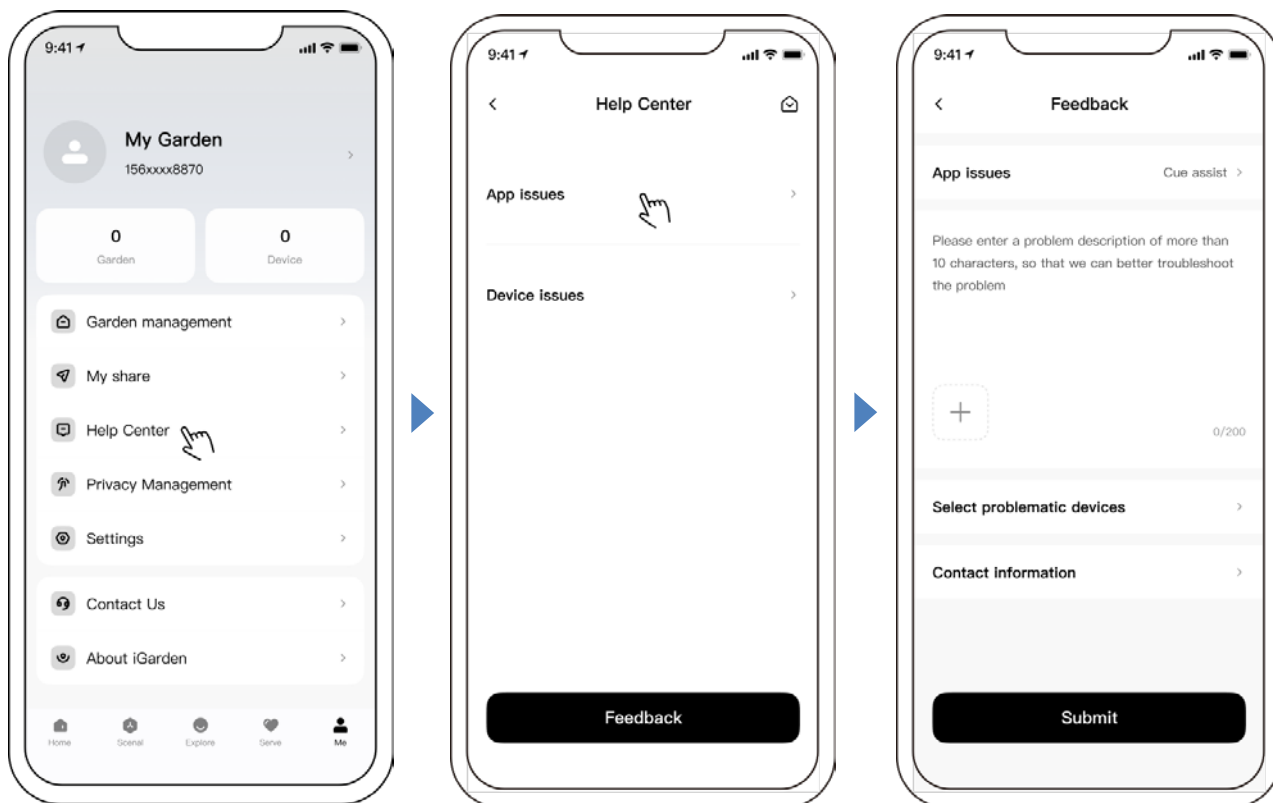 9:41
My Garden
156xxxx8870
0
Garden
0
Device
Garden management
My share
Help Center
Privacy Management
Settings
Contact Us
About iGarden
Home
Scenal
Explore
Serve
Me
9:41
Help Center
App issues
Device issues
Feedback
9:41
Feedback
App issues
Cue assist
Please enter a problem description of more than
10 characters, so that we can better troubleshoot
the problem
0/200
Select problematic devices
Contact information
Submit